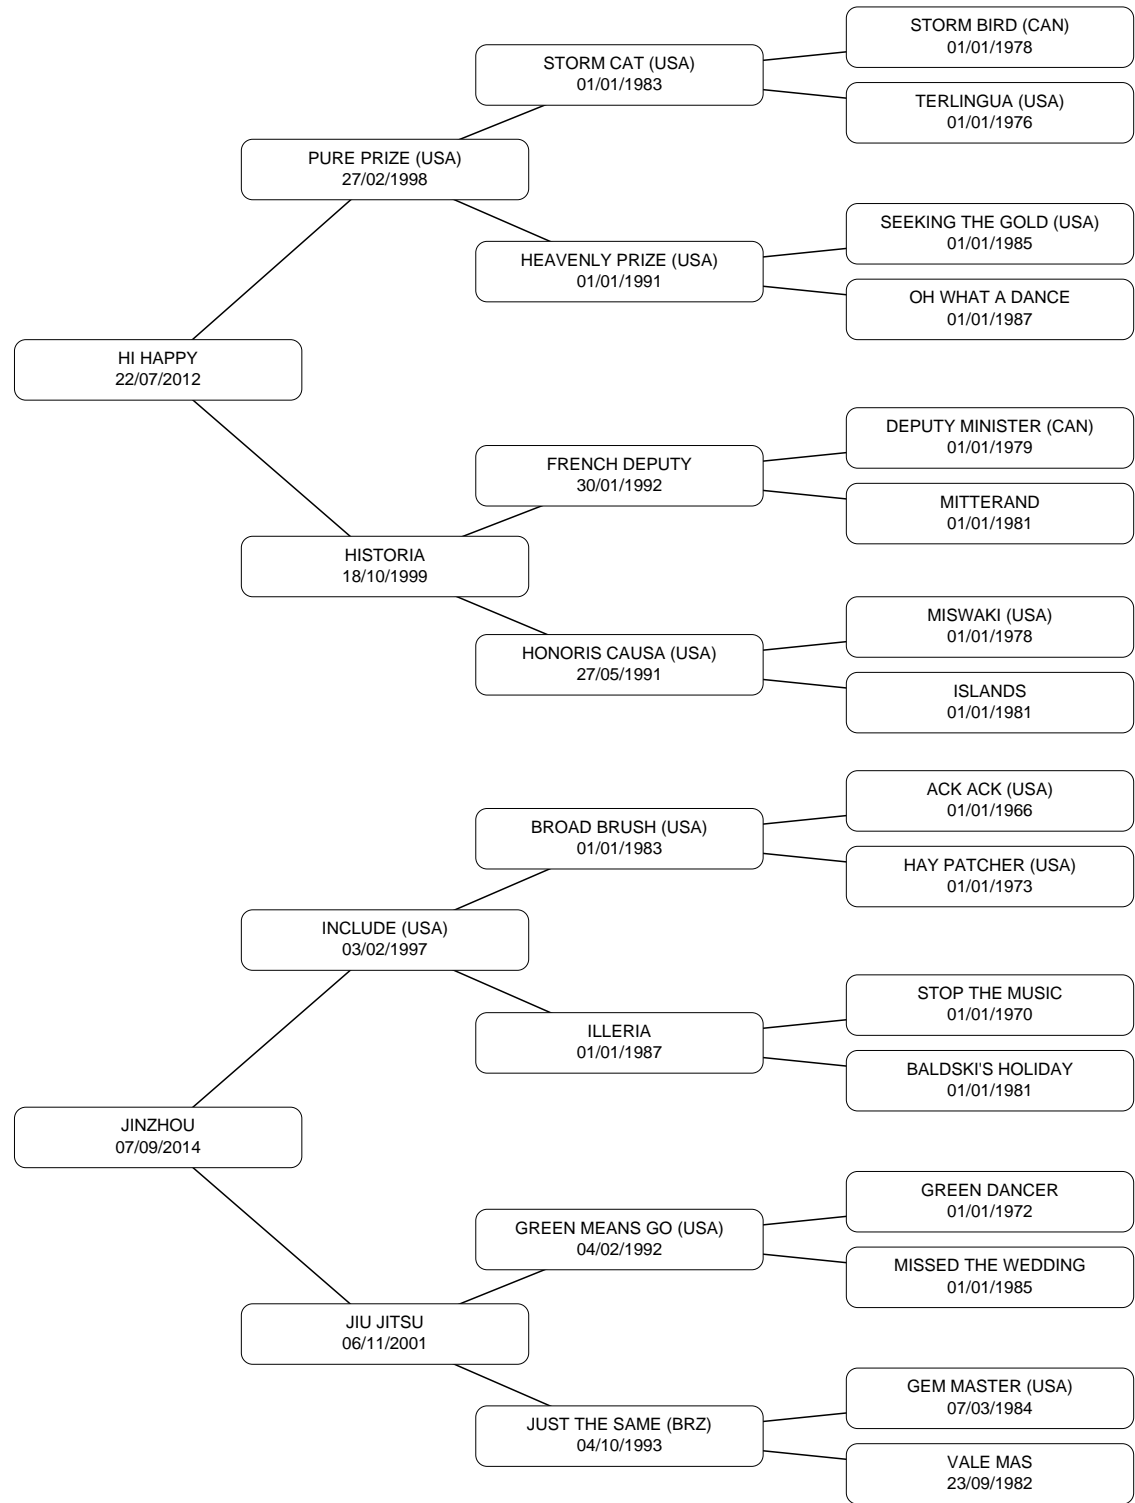 STORM BIRD (CAN)
01/01/1978
STORM CAT (USA)
01/01/1983
TERLINGUA (USA)
01/01/1976
PURE PRIZE (USA)
27/02/1998
SEEKING THE GOLD (USA)
01/01/1985
HEAVENLY PRIZE (USA)
01/01/1991
OH WHAT A DANCE
01/01/1987
HI HAPPY
22/07/2012
DEPUTY MINISTER (CAN)
01/01/1979
FRENCH DEPUTY
30/01/1992
MITTERAND
01/01/1981
HISTORIA
18/10/1999
MISWAKI (USA)
01/01/1978
HONORIS CAUSA (USA)
27/05/1991
ISLANDS
01/01/1981
ACK ACK (USA)
01/01/1966
BROAD BRUSH (USA)
01/01/1983
HAY PATCHER (USA)
01/01/1973
INCLUDE (USA)
03/02/1997
STOP THE MUSIC
01/01/1970
ILLERIA
01/01/1987
BALDSKI'S HOLIDAY
01/01/1981
JINZHOU
07/09/2014
GREEN DANCER
01/01/1972
GREEN MEANS GO (USA)
04/02/1992
MISSED THE WEDDING
01/01/1985
JIU JITSU
06/11/2001
GEM MASTER (USA)
07/03/1984
JUST THE SAME (BRZ)
04/10/1993
VALE MAS
23/09/1982